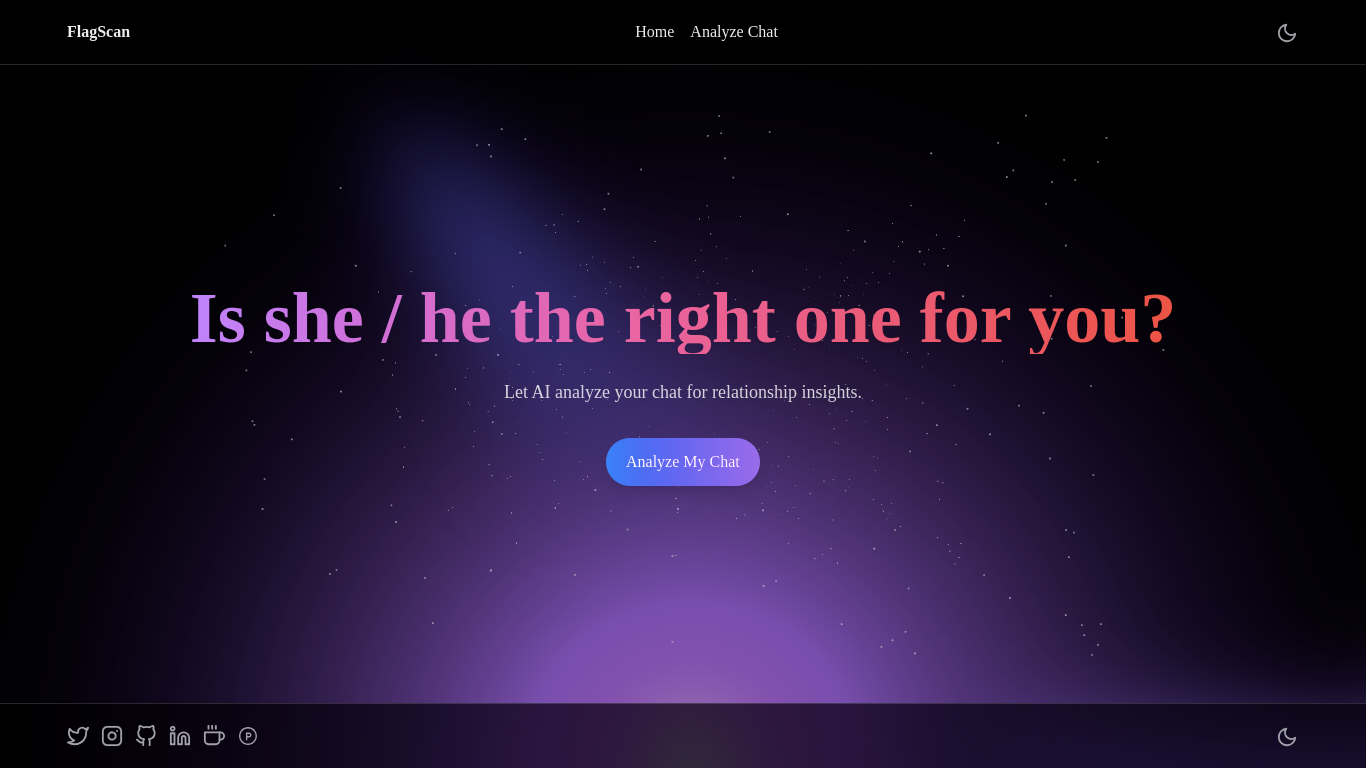 FlagScan
Home
Analyze Chat
Is she / he the right one for you?
Let AI analyze your chat for relationship insights.
Analyze My Chat